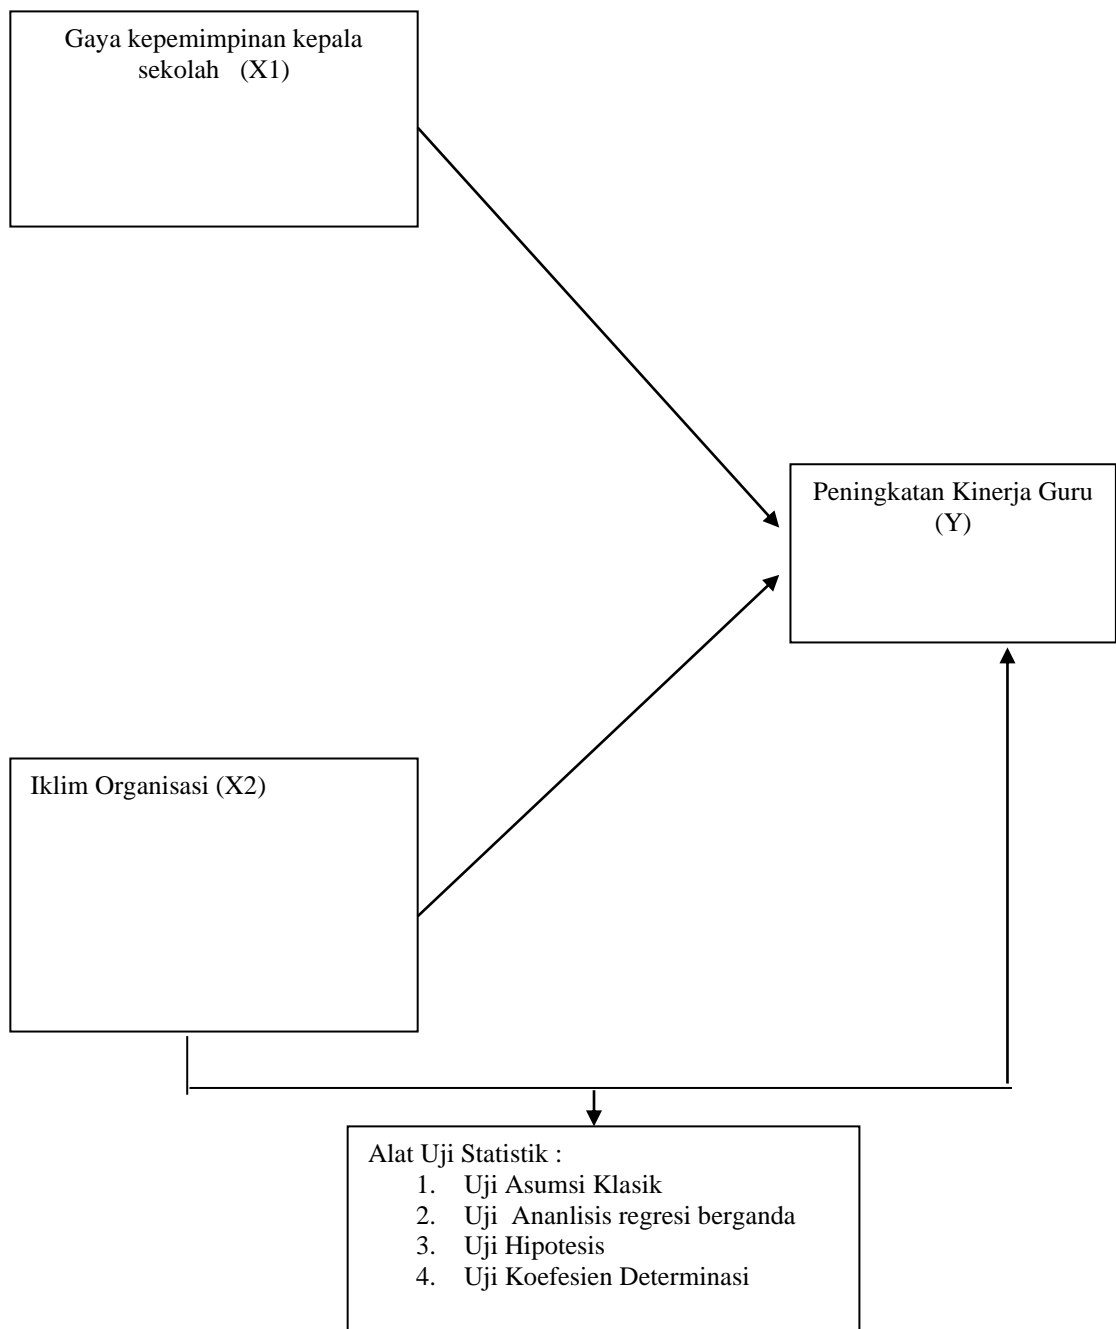 Gaya kepemimpinan kepala
sekolah (X1)
Peningkatan Kinerja Guru
(Y)
Iklim Organisasi (X2)
Alat Uji Statistik :
1. Uji Asumsi Klasik
2. Uji Ananlisis regresi berganda
3. Uji Hipotesis
4. Uji Koefesien Determinasi